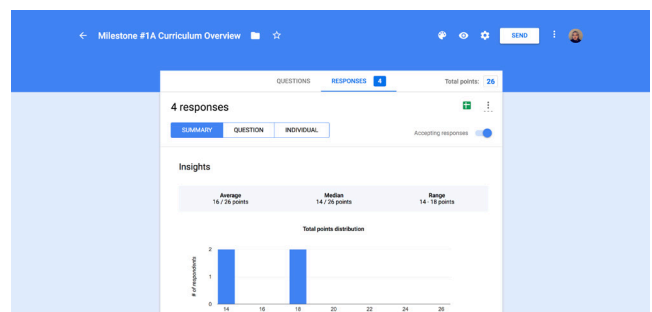 Milestone #1A Curriculum Overview
SEND
QUESTIONS RESPONSES 4 Total points: 26
4 responses
SUMMARY QUESTION INDIVIDUAL
Accepting responses
Insights
Average Median Range
16 / 26 points 14 / 26 points 14 - 18 points
Total points distribution
# of respondents
2
1
0
14 16 18 20 22 24 26